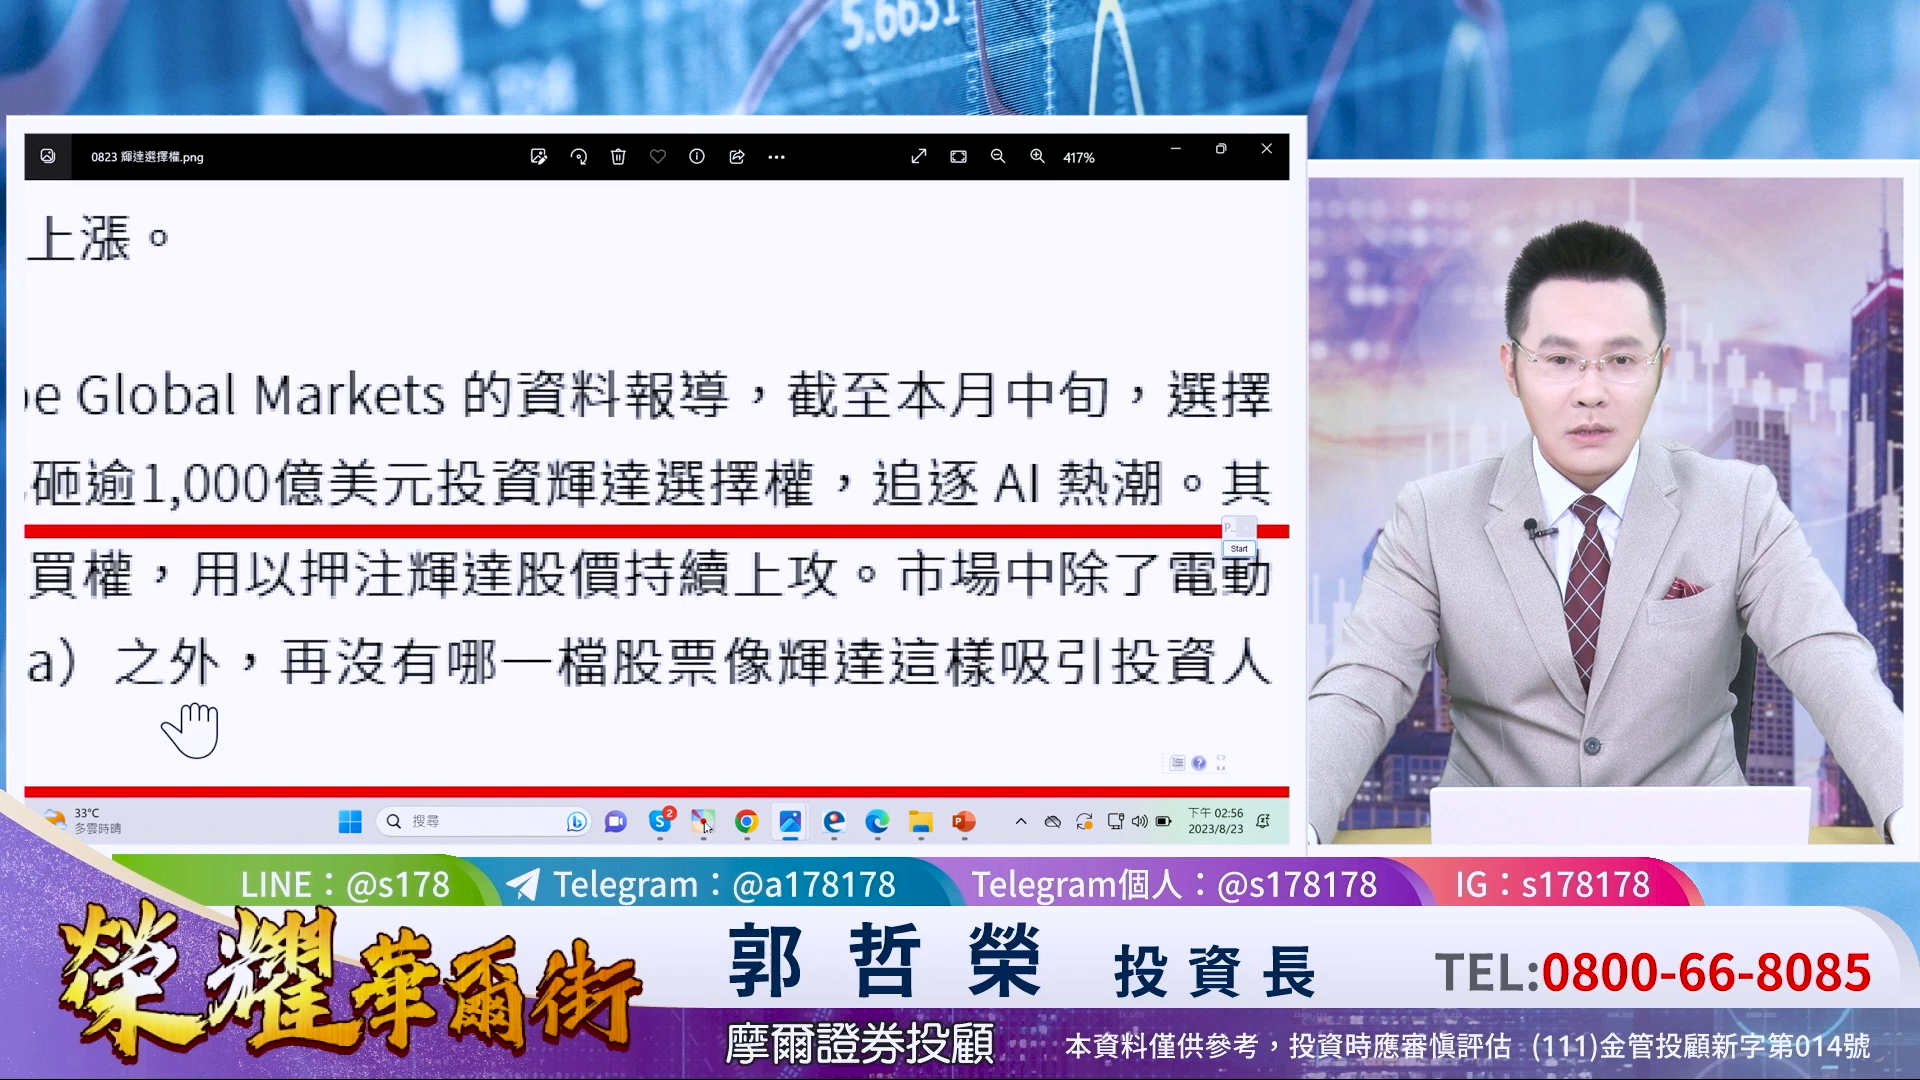 5.6631
0823 輝達選擇權.png
417%
上漲。
be Global Markets 的資料報導，截至本月中旬，選擇
砸逾1,000億美元投資輝達選擇權，追逐 AI 熱潮。其
P...
Start
買權，用以押注輝達股價持續上攻。市場中除了電動
a）之外，再沒有哪一檔股票像輝達這樣吸引投資人
33°C
多雲時晴
搜尋
2
下午 02:56
2023/8/23
LINE：@s178
Telegram：@a178178
Telegram個人：@s178178
IG：s178178
榮耀華爾街
郭哲榮 投資長
TEL:0800-66-8085
摩爾證券投顧
本資料僅供參考，投資時應審慎評估 (111)金管投顧新字第014號